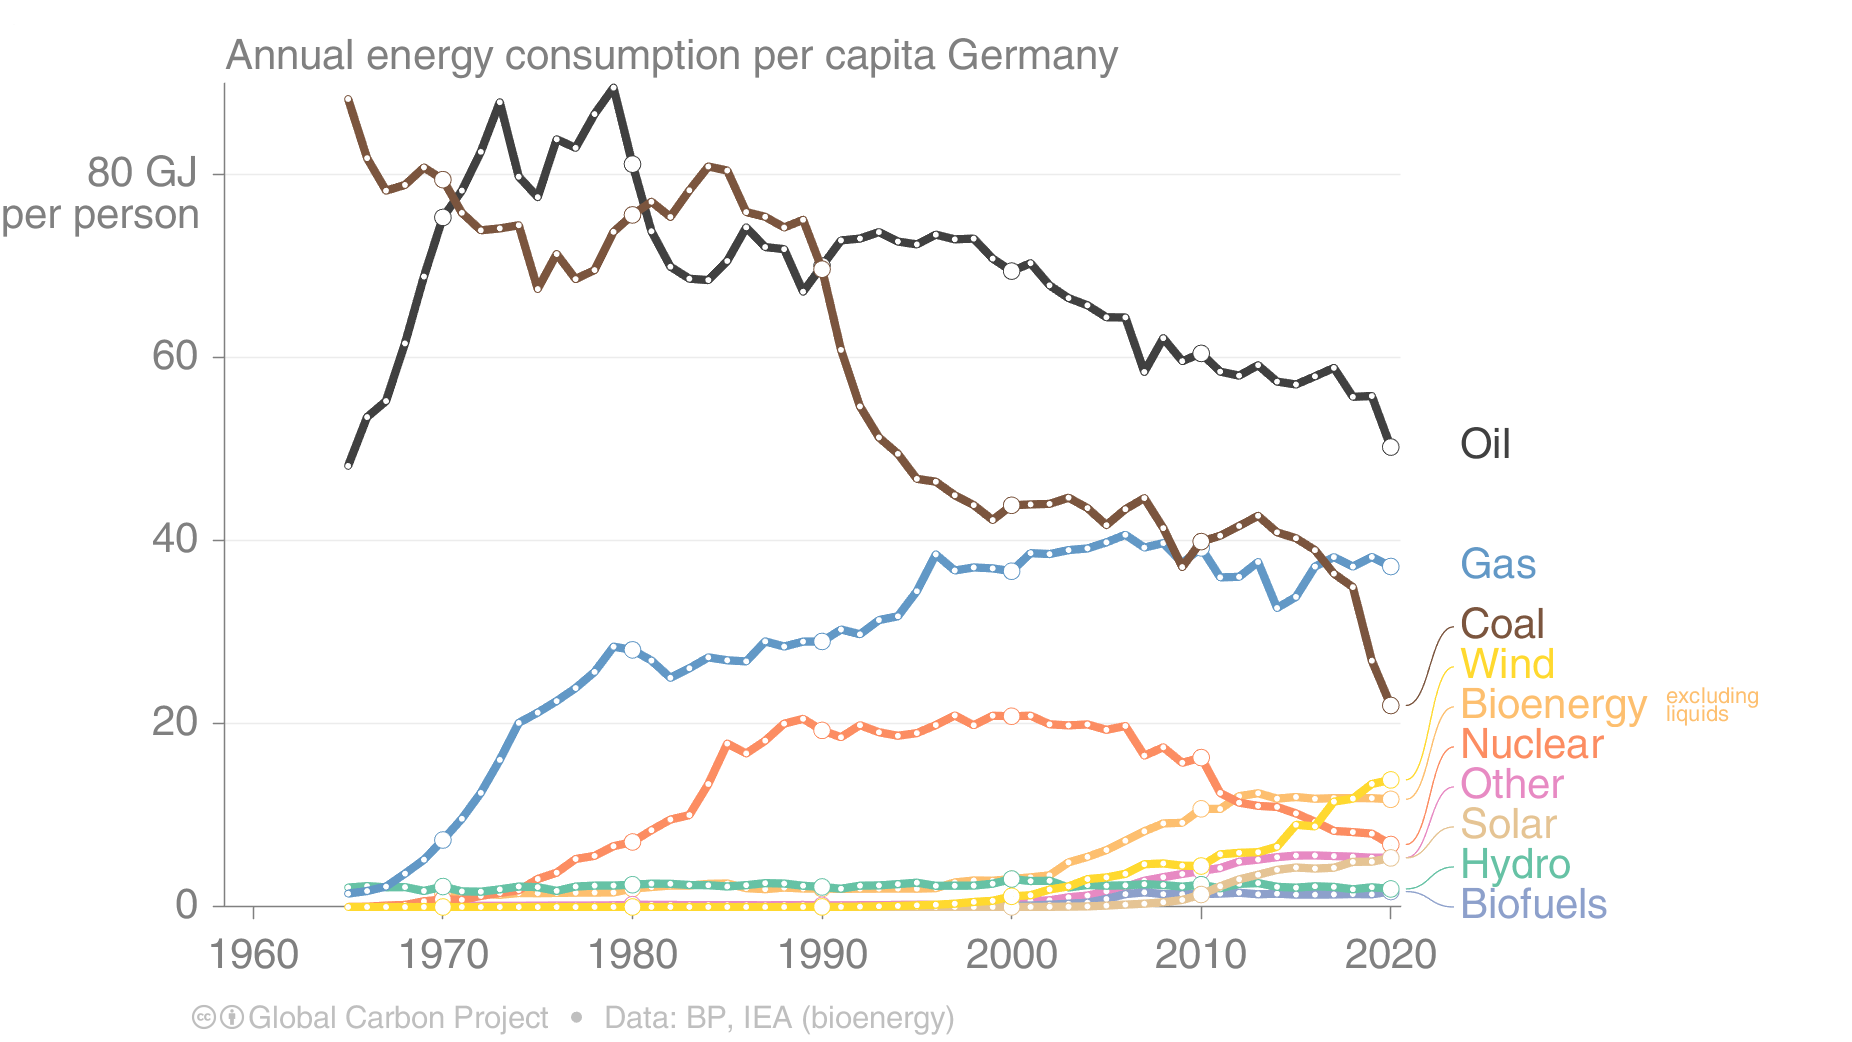 Annual energy consumption per capita Germany
80 GJ
per person
60
40
20
0
1960 1970 1980 1990 2000 2010 2020
Oil
Gas
Coal
Wind
Bioenergy excluding liquids
Nuclear
Other
Solar
Hydro
Biofuels
cc Global Carbon Project • Data: BP, IEA (bioenergy)